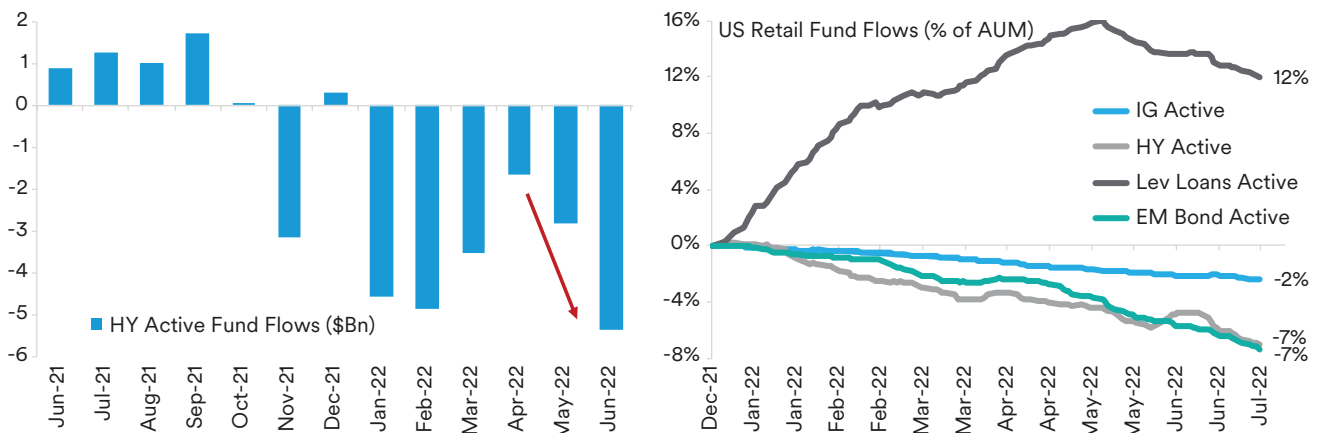 2
1
0
-1
-2
-3
-4
-5
-6
HY Active Fund Flows ($Bn)
Jun-21
Jul-21
Aug-21
Sep-21
Oct-21
Nov-21
Dec-21
Jan-22
Feb-22
Mar-22
Apr-22
May-22
Jun-22
US Retail Fund Flows (% of AUM)
16%
12%
8%
4%
0%
-4%
-8%
12%
IG Active
HY Active
Lev Loans Active
EM Bond Active
-2%
-7%
-7%
Dec-21
Jan-22
Jan-22
Feb-22
Feb-22
Mar-22
Mar-22
Apr-22
Apr-22
May-22
May-22
Jun-22
Jun-22
Jul-22